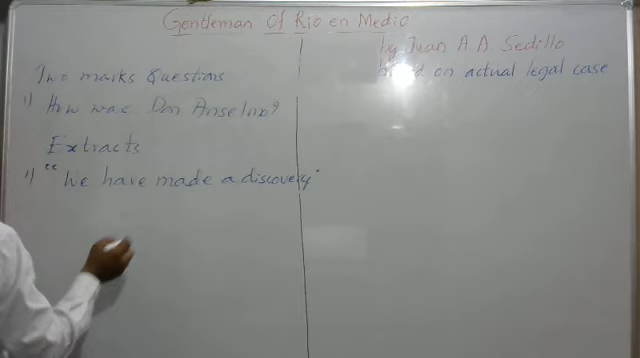 Gentleman Of Rio en Medio
by Juan A.A. Sedillo
based on actual legal case
Two marks Questions
1) How was Don Anselmo?
Extracts
1) "We have made a discovery"